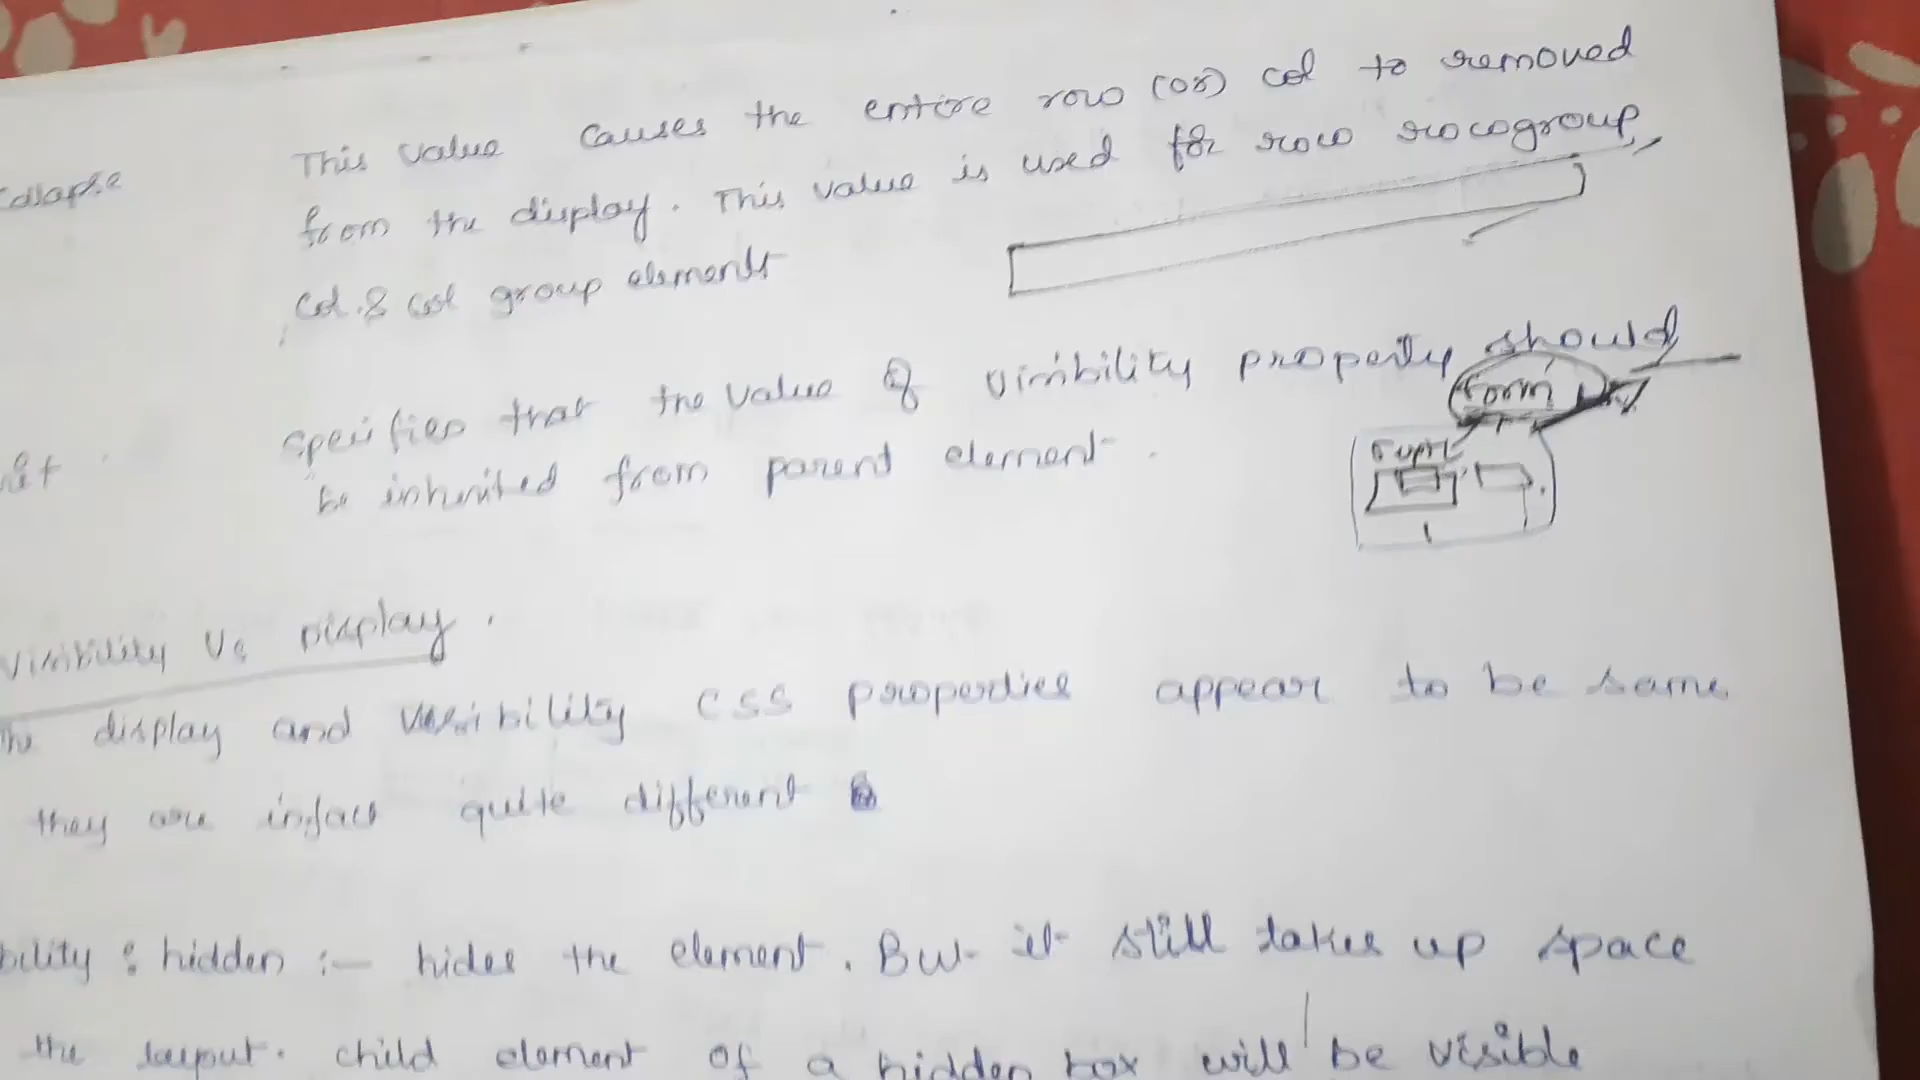 Collapse This value causes the entire row (or) col to removed
from the display. This value is used for row rowgroup,
col & col group elements
specifies that the value of visibility property should
be inherited from parent element.
form
Visibility Vs Display.
The display and visibility CSS properties appear to be same
they are infact quite different
bility : hidden :- hides the element. But it still takes up space
the layout. child element of a hidden box will be visible